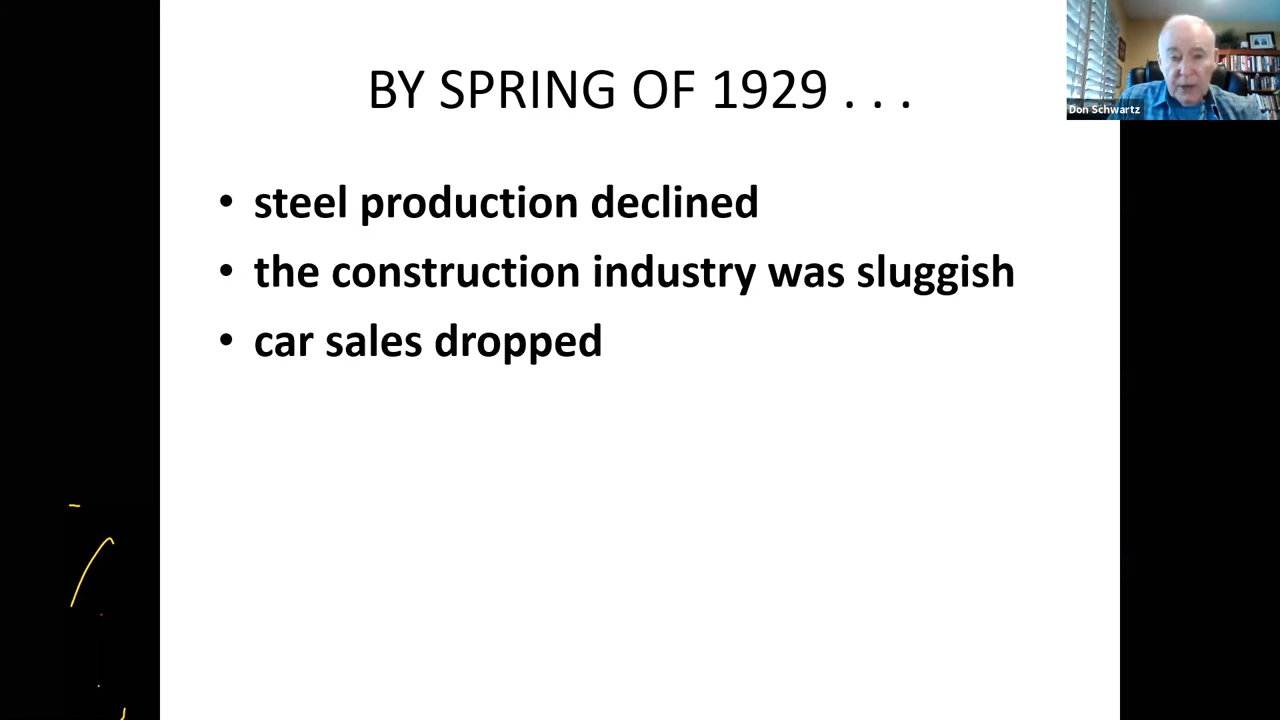 BY SPRING OF 1929 . . .
Don Schwartz
• steel production declined
• the construction industry was sluggish
• car sales dropped